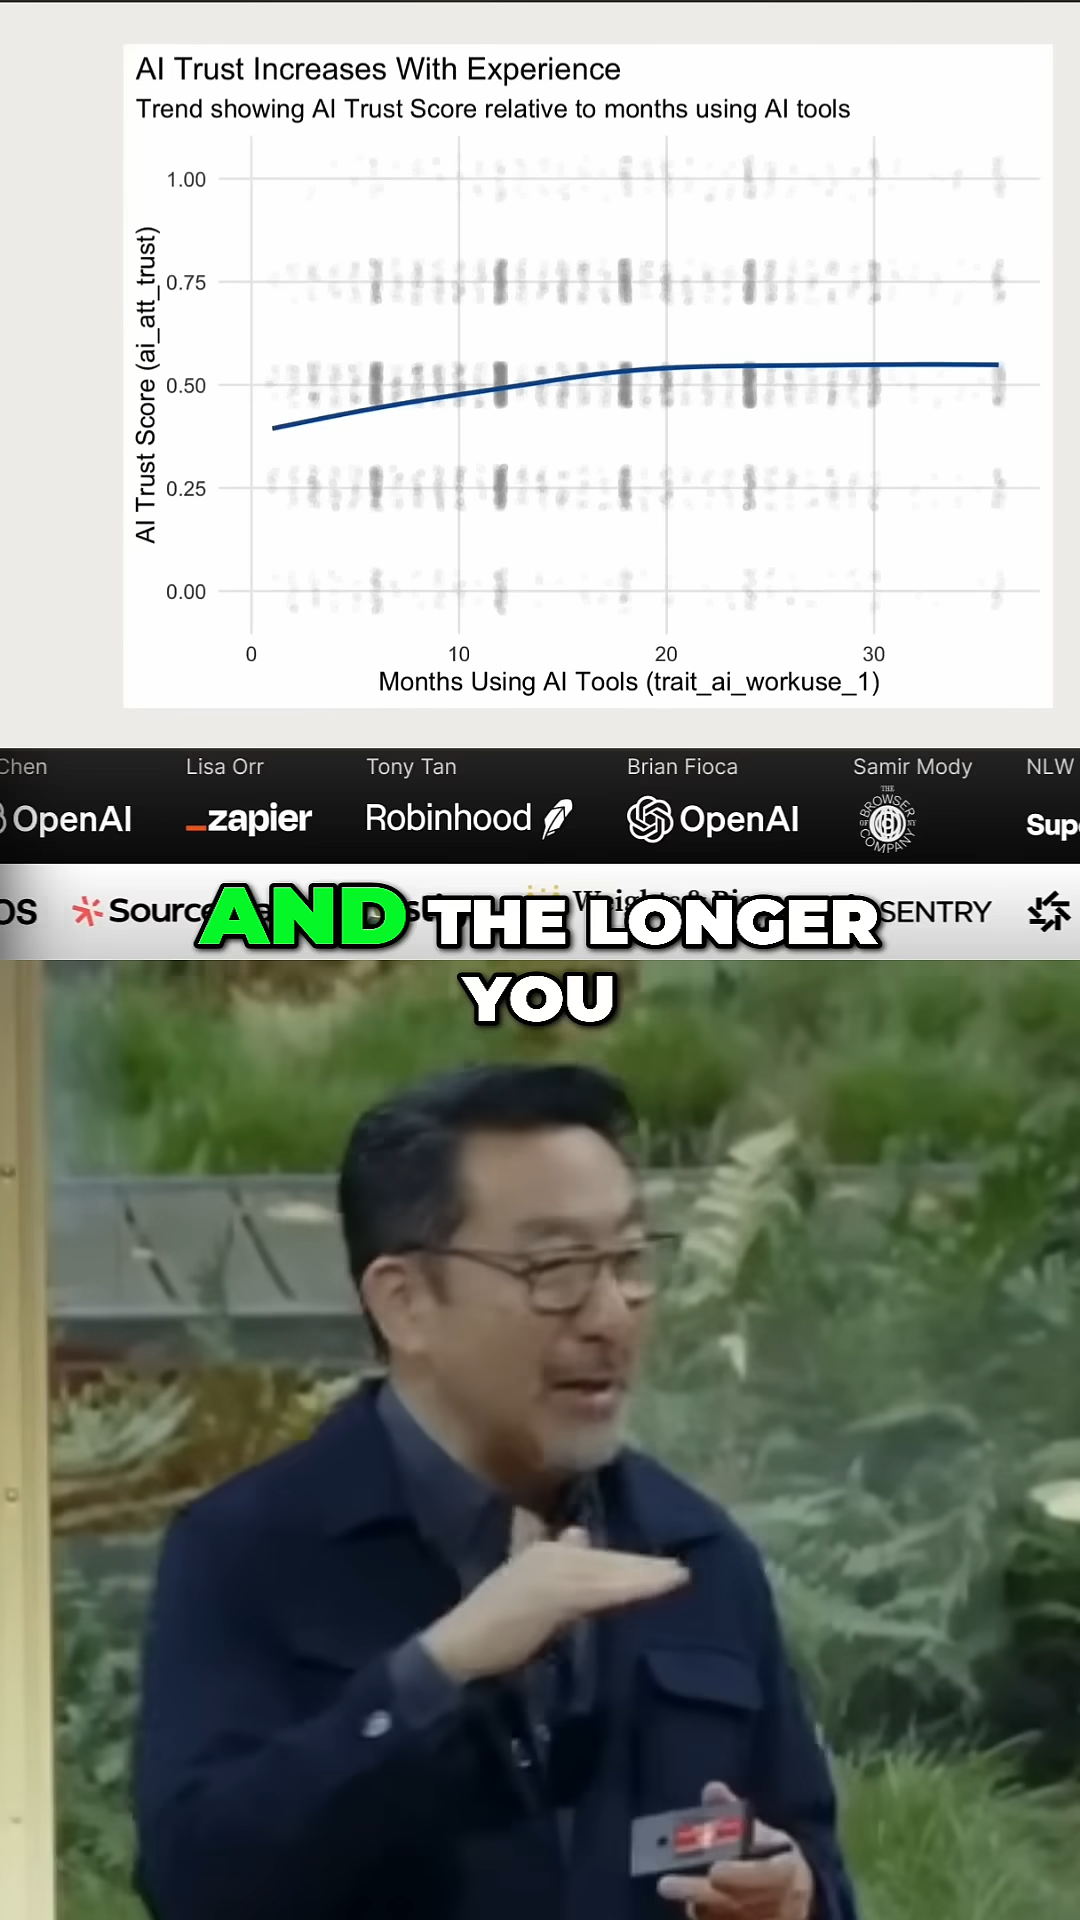 AI Trust Increases With Experience
Trend showing AI Trust Score relative to months using AI tools
AI Trust Score (ai_att_trust)
1.00
0.75
0.50
0.25
0.00
0
10
20
30
Months Using AI Tools (trait_ai_workuse_1)
Chen
Lisa Orr
Tony Tan
Brian Fioca
Samir Mody
NLW
OpenAI
zapier
Robinhood
OpenAI
THE BROWSER COMPANY
OF NY
Sup
OS
Source
SENTRY
AND THE LONGER
YOU